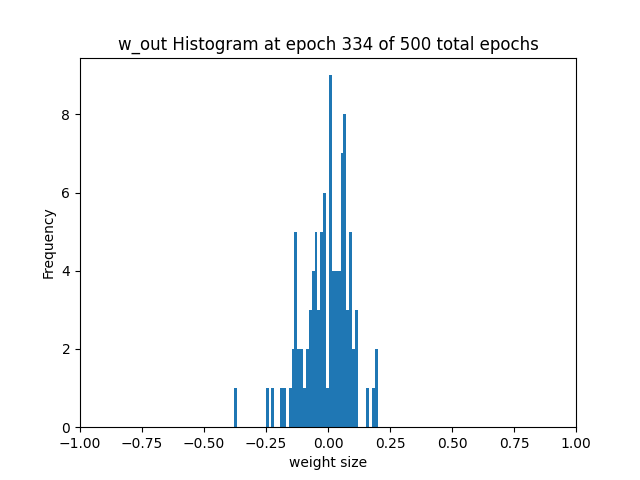 w_out Histogram at epoch 334 of 500 total epochs
Frequency
8
6
4
2
0
−1.00 −0.75 −0.50 −0.25 0.00 0.25 0.50 0.75 1.00
weight size